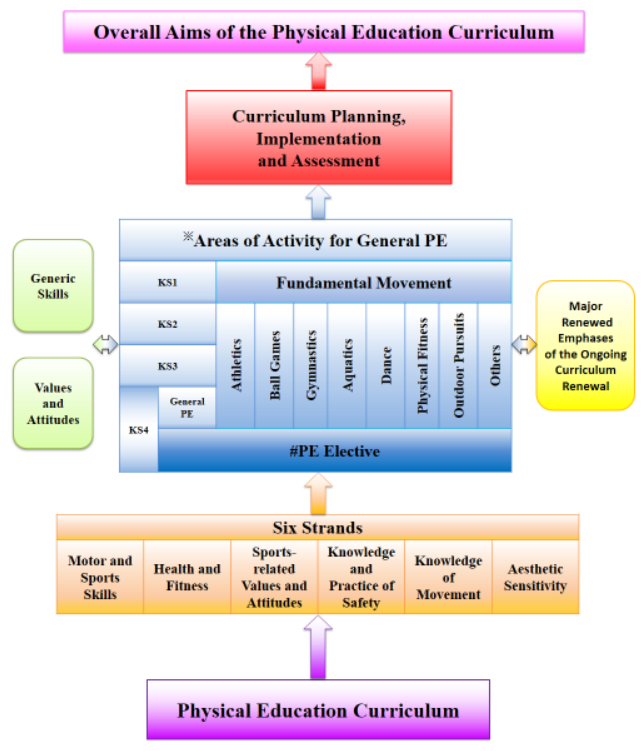 Overall Aims of the Physical Education Curriculum
Curriculum Planning,
Implementation
and Assessment
※Areas of Activity for General PE
Generic
Skills
Values
and
Attitudes
KS1
Fundamental Movement
KS2
KS3
KS4
General
PE
Athletics
Ball Games
Gymnastics
Aquatics
Dance
Physical Fitness
Outdoor Pursuits
Others
#PE Elective
Major
Renewed
Emphases
of the Ongoing
Curriculum
Renewal
Six Strands
Motor and
Sports
Skills
Health and
Fitness
Sports-
related
Values and
Attitudes
Knowledge
and
Practice of
Safety
Knowledge
of
Movement
Aesthetic
Sensitivity
Physical Education Curriculum